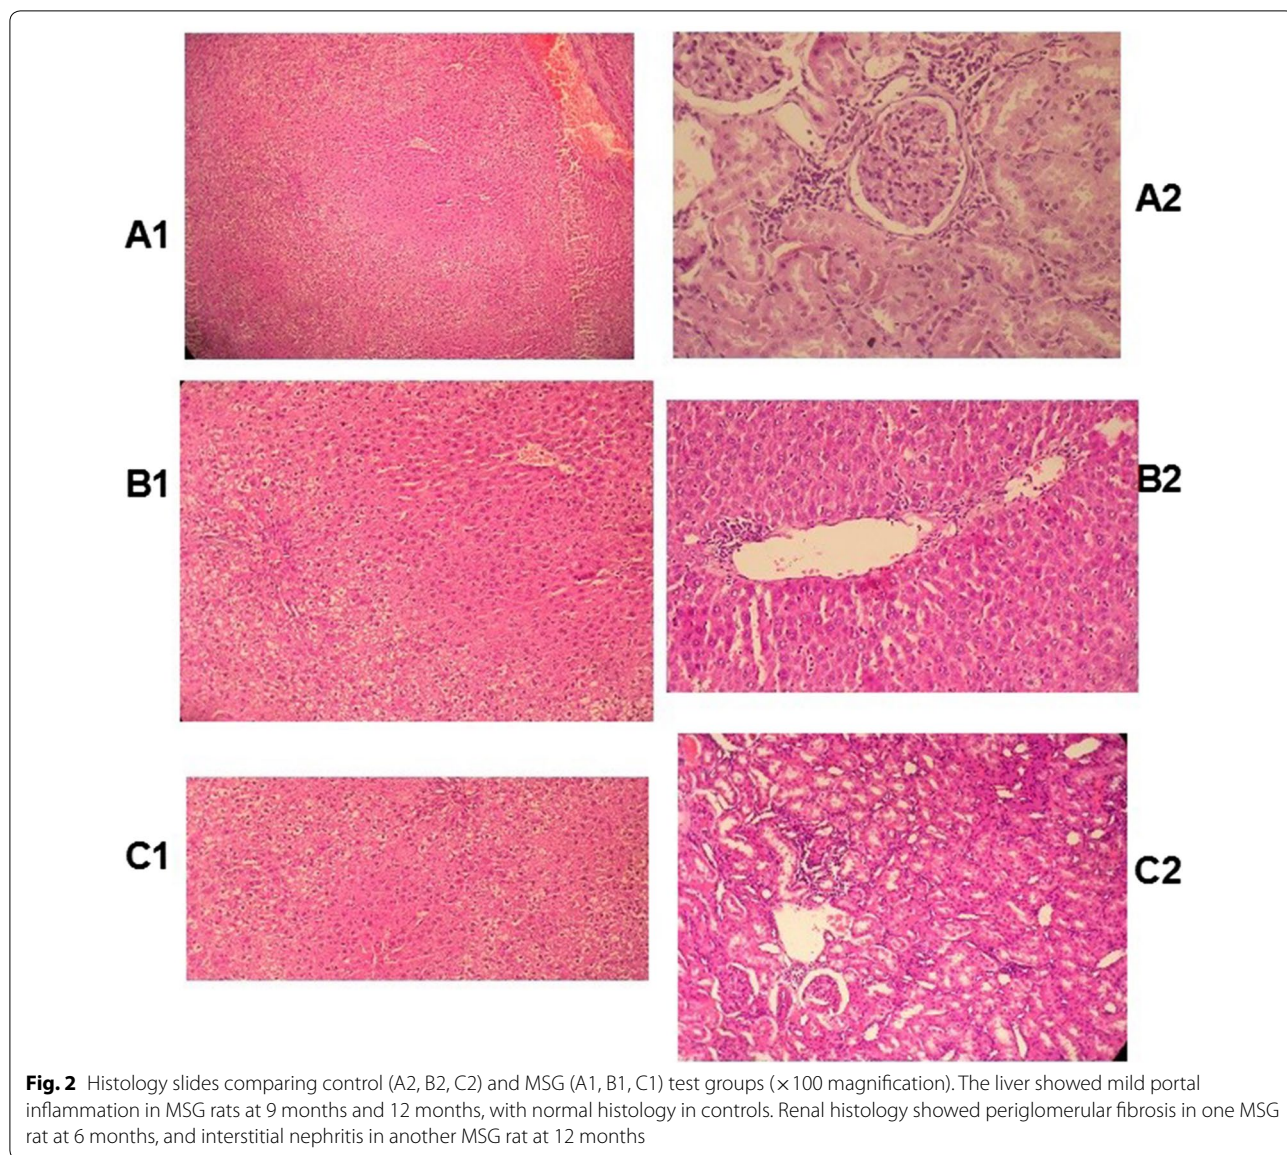 A1
A2
B1
B2
C1
C2
Fig. 2 Histology slides comparing control (A2, B2, C2) and MSG (A1, B1, C1) test groups (×100 magnification). The liver showed mild portal
inflammation in MSG rats at 9 months and 12 months, with normal histology in controls. Renal histology showed periglomerular fibrosis in one MSG
rat at 6 months, and interstitial nephritis in another MSG rat at 12 months